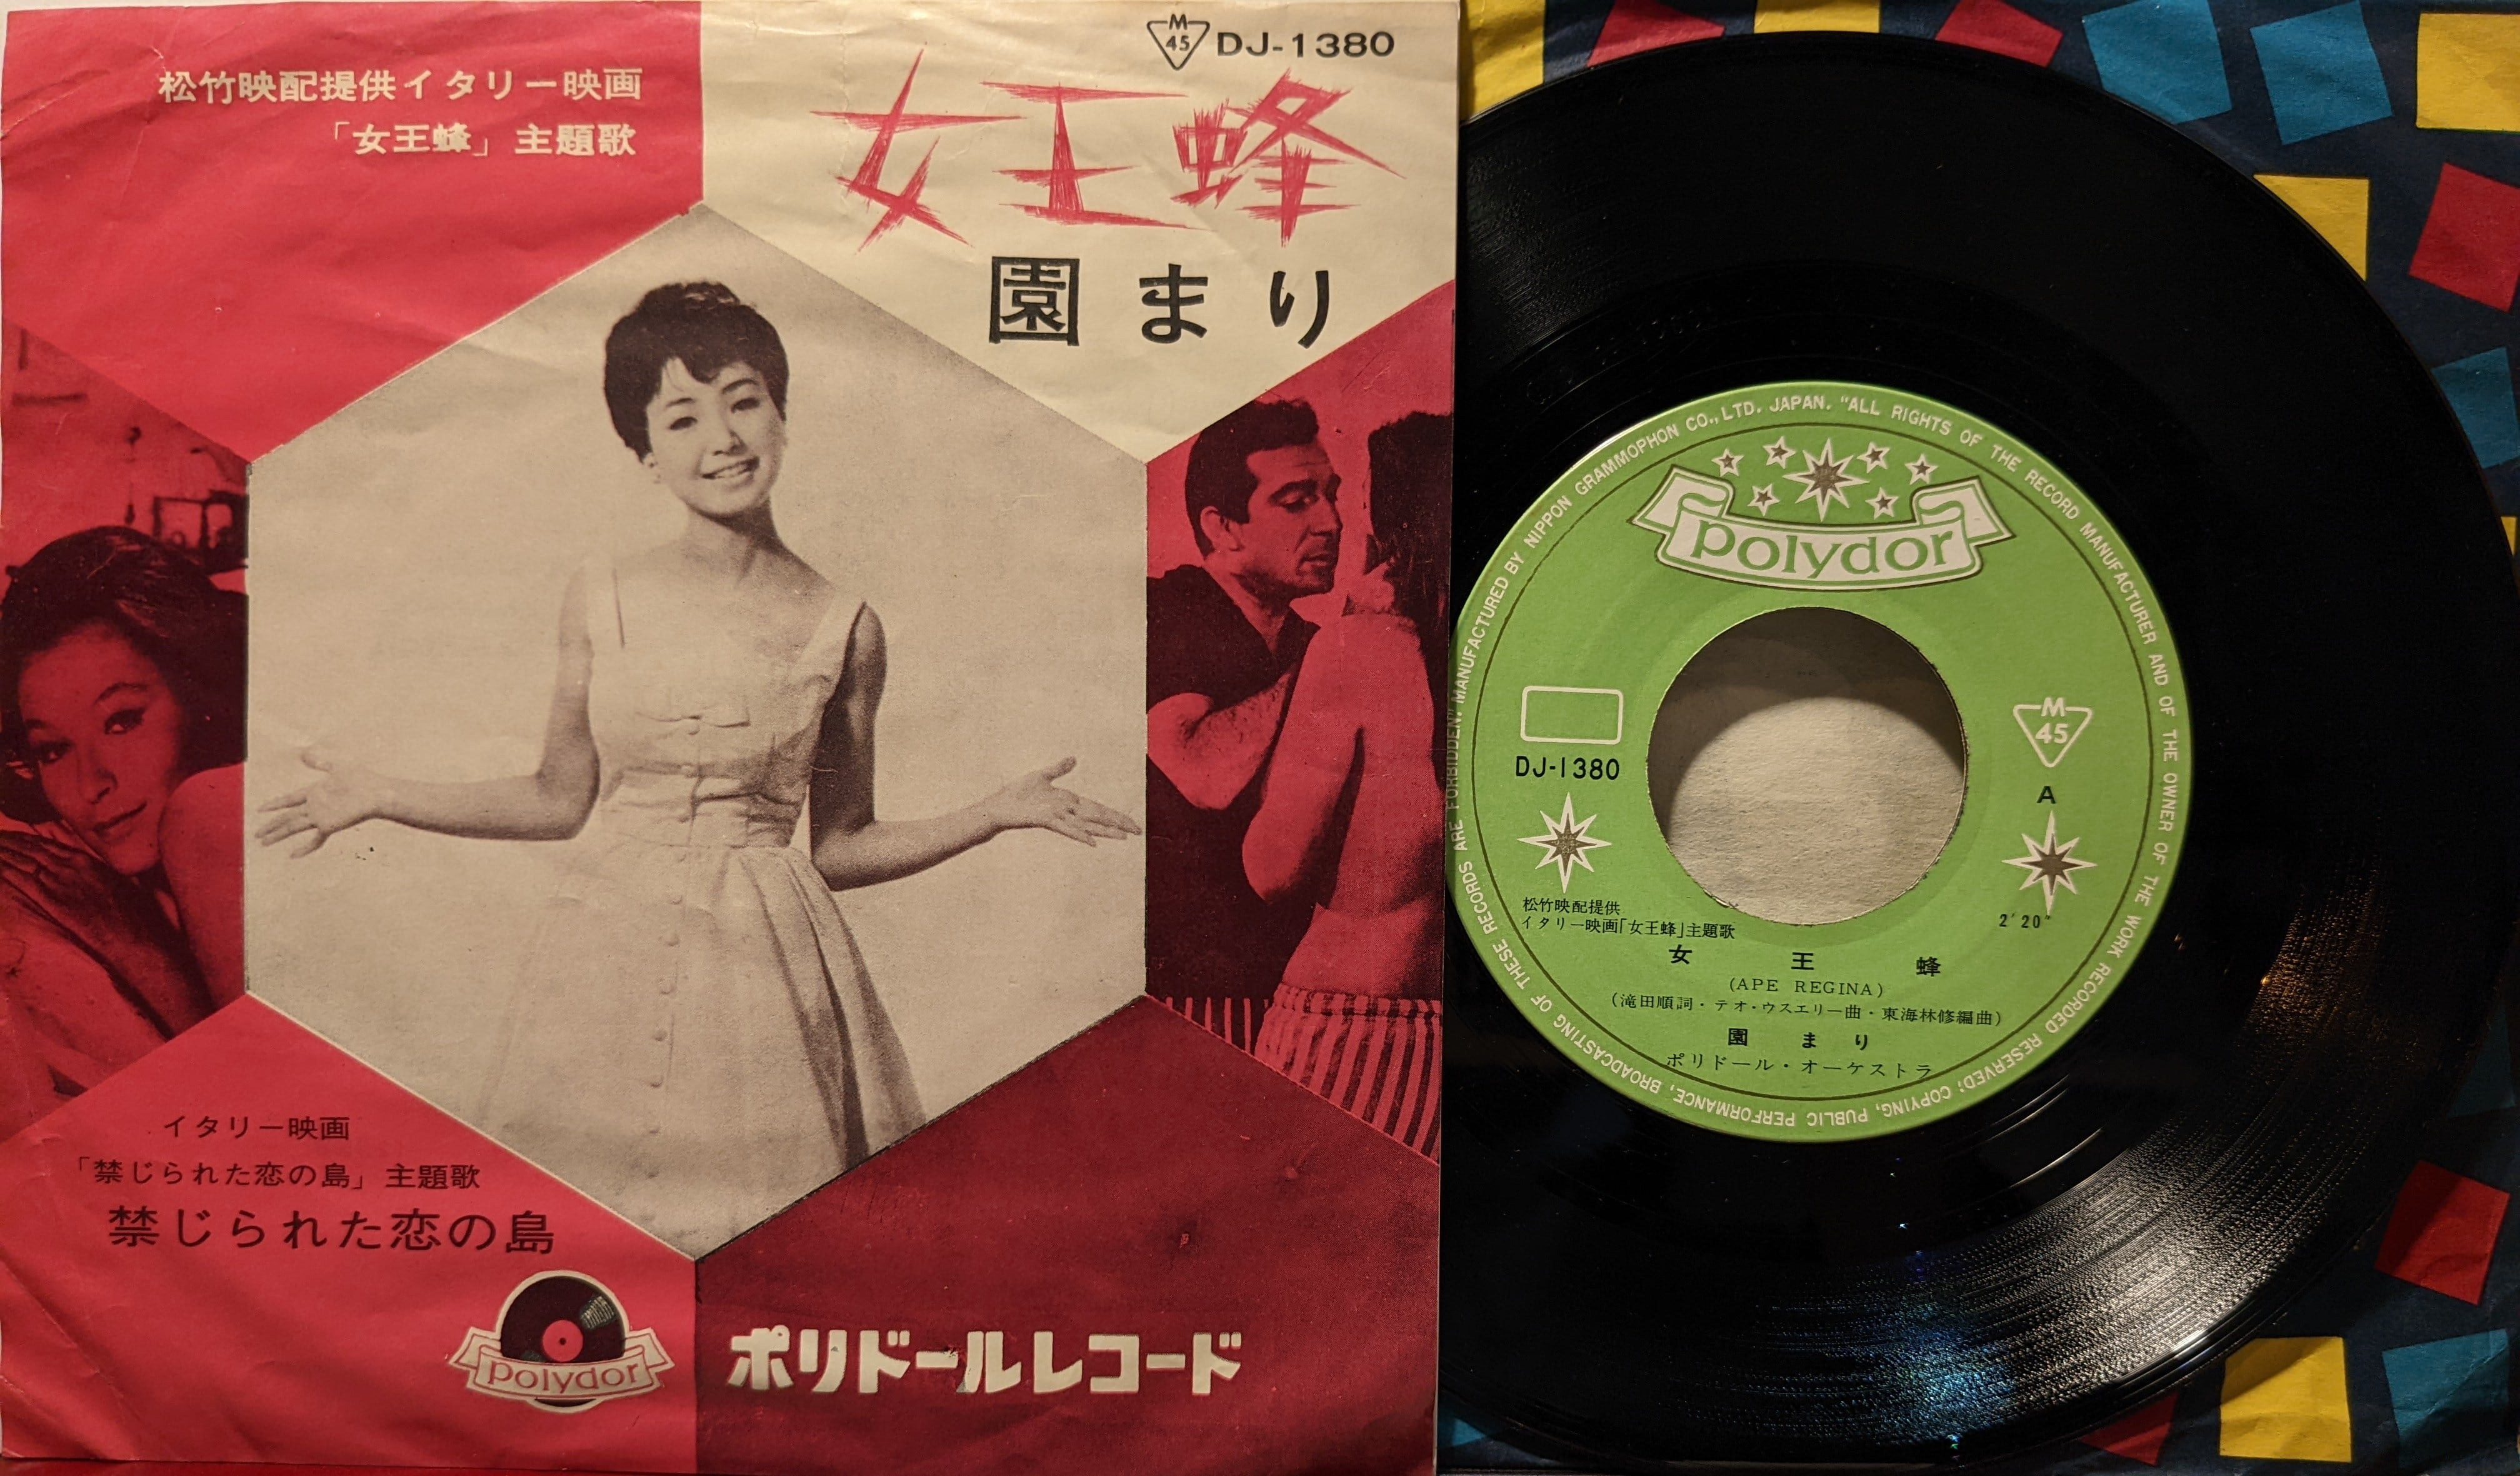 松竹映配提供イタリー映画
「女王蜂」主題歌
M
45
DJ-1380
女王蜂
園まり
イタリー映画
「禁じられた恋の島」主題歌
禁じられた恋の島
polydor
ポリドールレコード
MANUFACTURED BY NIPPON GRAMMOPHON CO., LTD. JAPAN. "ALL RIGHTS OF THE RECORD MANUFACTURER AND OF THE OWNER OF THE WORK RECORDED RESERVED; COPYING, PUBLIC PERFORMANCE, BROADCASTING OF THESE RECORDS ARE FORBIDDEN.
polydor
DJ-1380
M
45
A
松竹映配提供
イタリー映画「女王蜂」主題歌
2'20"
女王蜂
(APE REGINA)
(滝田順詞・テオ・ウスエリー曲・東海林修編曲)
園まり
ポリドール・オーケストラ